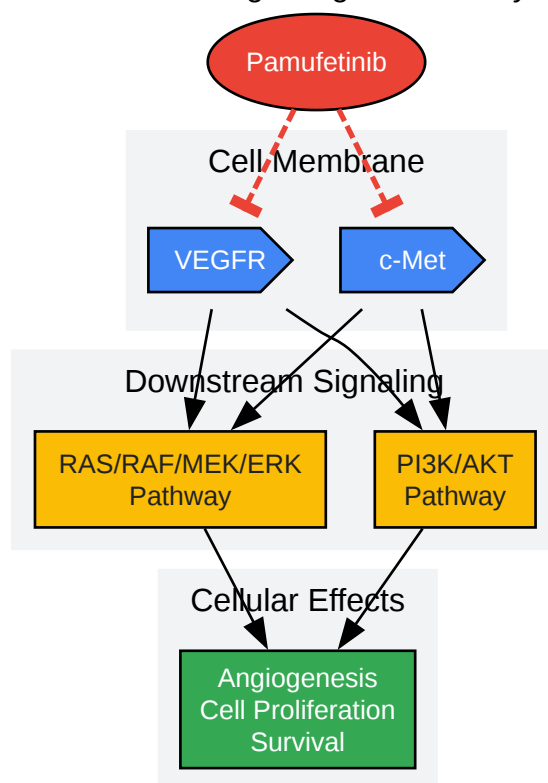 Pamufetinib
Cell Membrane
VEGFR
c-Met
Downstream Signaling
RAS/RAF/MEK/ERK
Pathway
PI3K/AKT
Pathway
Cellular Effects
Angiogenesis
Cell Proliferation
Survival